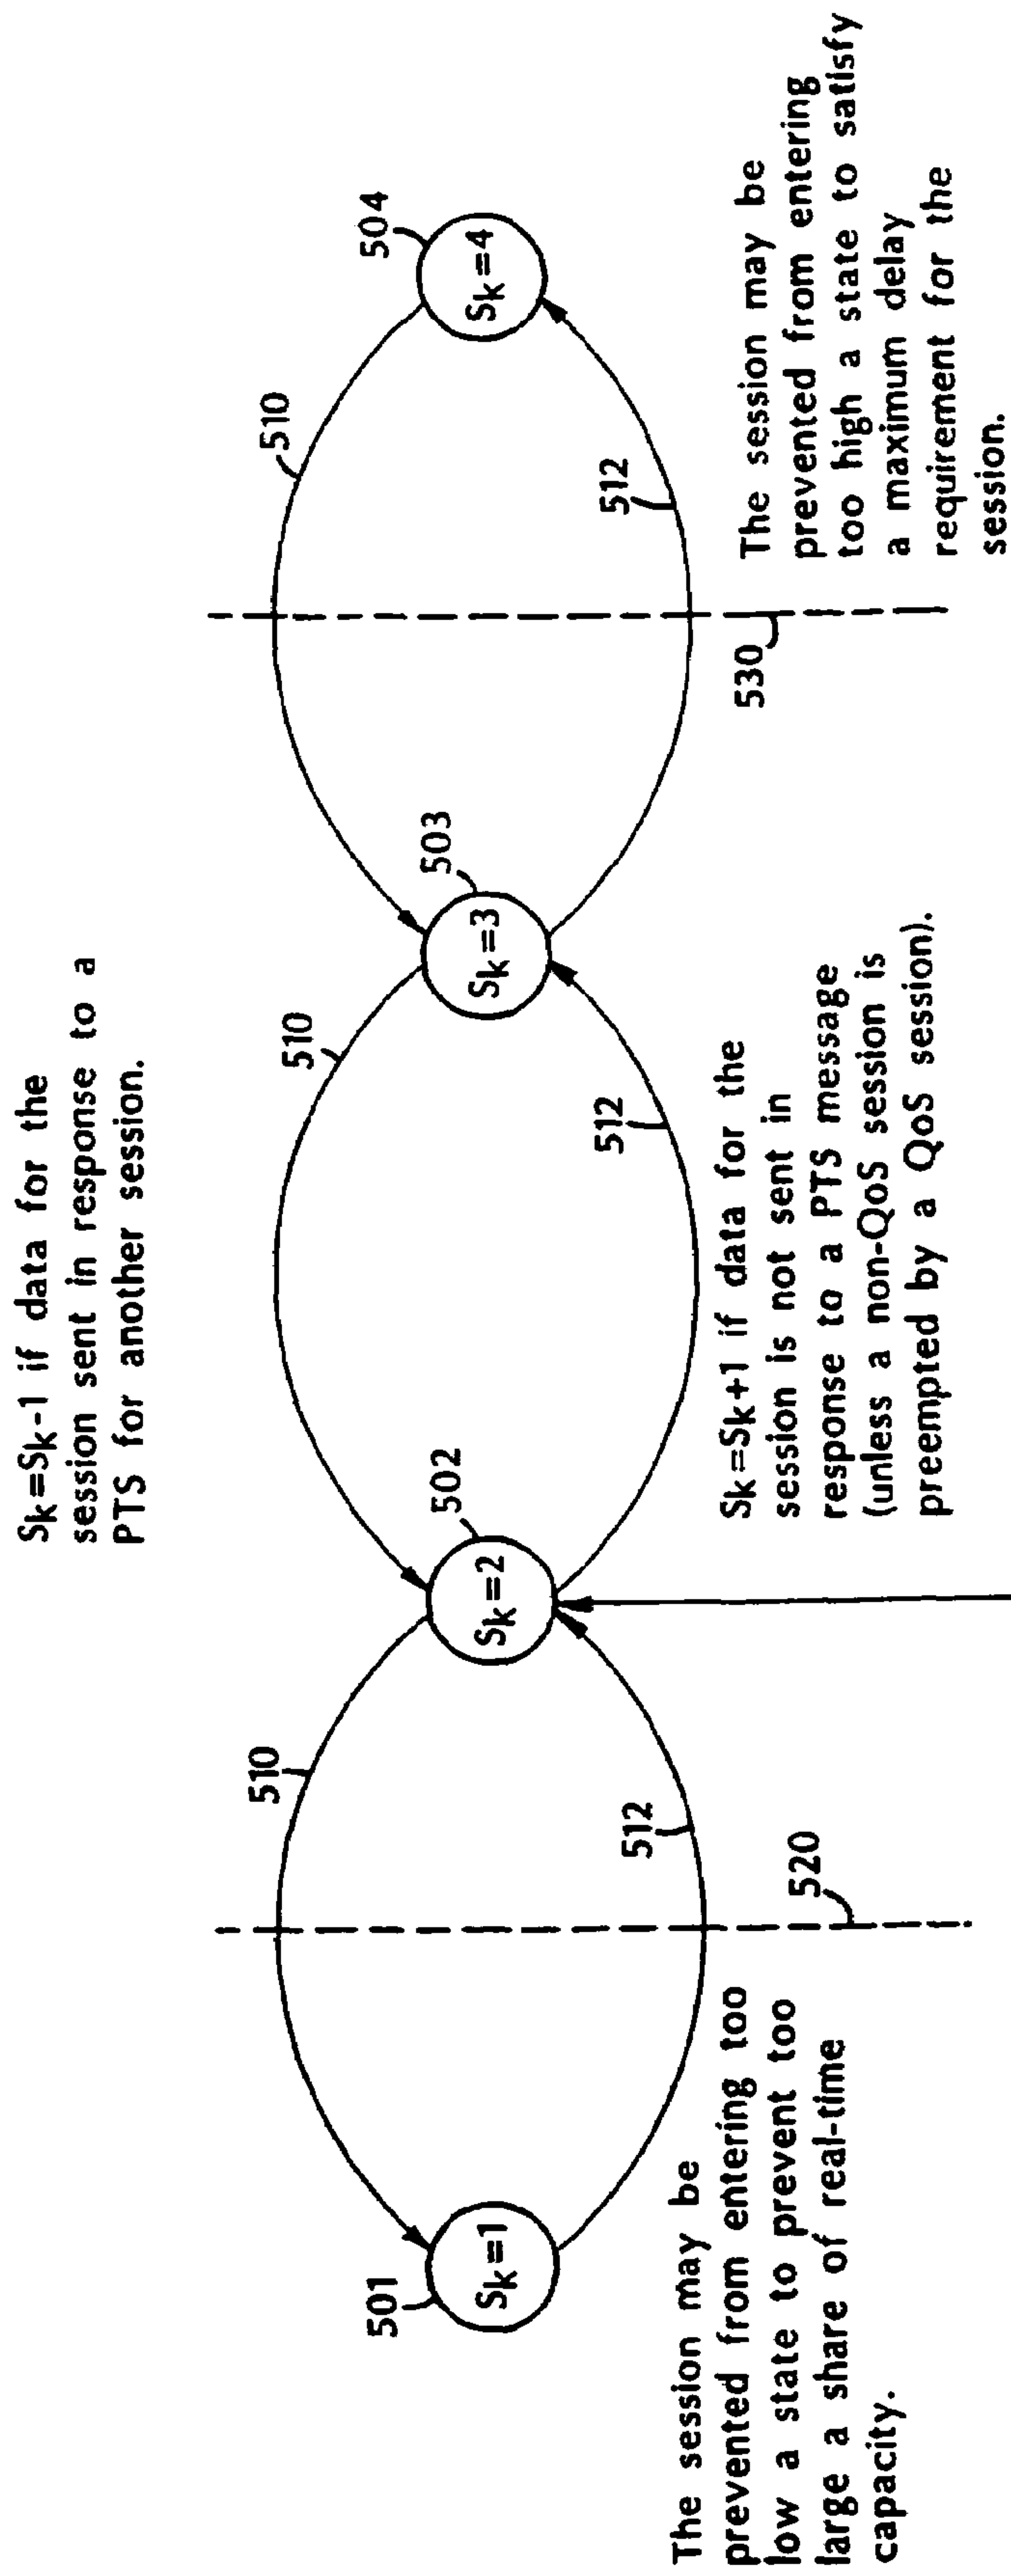 Sk=Sk-1 if data for the
session sent in response to a
PTS for another session.
510
510
510
504
503
502
501
Sk=1
Sk=2
Sk=3
Sk=4
512
512
512
520
530
The session may be
prevented from entering too
low a state to prevent too
large a share of real-time
capacity.
Sk=Sk+1 if data for the
session is not sent in
response to a PTS message
(unless a non-QoS session is
preempted by a QoS session).
The session may be
prevented from entering
too high a state to satisfy
a maximum delay
requirement for the
session.